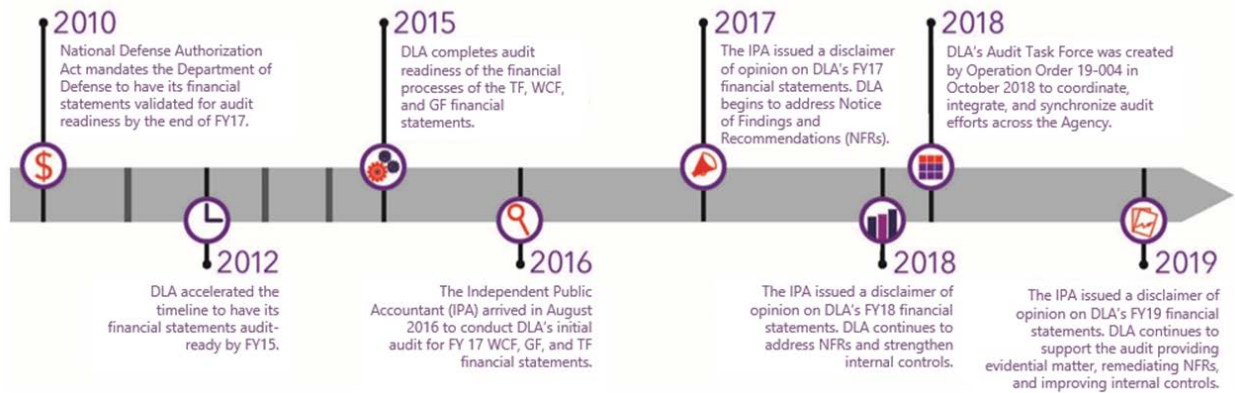 2010
National Defense Authorization
Act mandates the Department of
Defense to have its financial
statements validated for audit
readiness by the end of FY17.
2012
DLA accelerated the
timeline to have its
financial statements audit-
ready by FY15.
2015
DLA completes audit
readiness of the financial
processes of the TF, WCF,
and GF financial
statements.
2016
The Independent Public
Accountant (IPA) arrived in August
2016 to conduct DLA's initial
audit for FY 17 WCF, GF, and TF
financial statements.
2017
The IPA issued a disclaimer
of opinion on DLA's FY17
financial statements. DLA
begins to address Notice
of Findings and
Recommendations (NFRs).
2018
The IPA issued a disclaimer of
opinion on DLA's FY18 financial
statements. DLA continues to
address NFRs and strengthen
internal controls.
2018
DLA's Audit Task Force was created
by Operation Order 19-004 in
October 2018 to coordinate,
integrate, and synchronize audit
efforts across the Agency.
2019
The IPA issued a disclaimer of
opinion on DLA's FY19 financial
statements. DLA continues to
support the audit providing
evidential matter, remediating NFRs,
and improving internal controls.